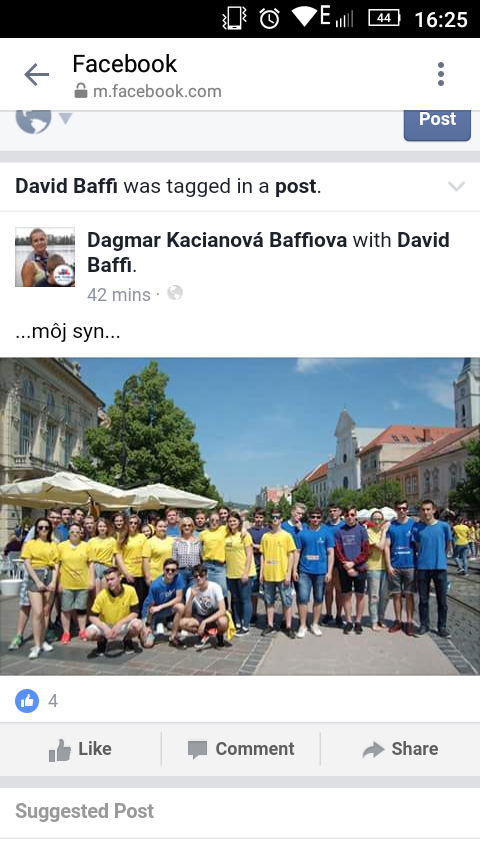 E 44 16:25
Facebook
m.facebook.com
Post
David Baffi was tagged in a post.
Dagmar Kacianová Baffiova with David
Baffi.
42 mins ·
...môj syn...
4
Like Comment Share
Suggested Post